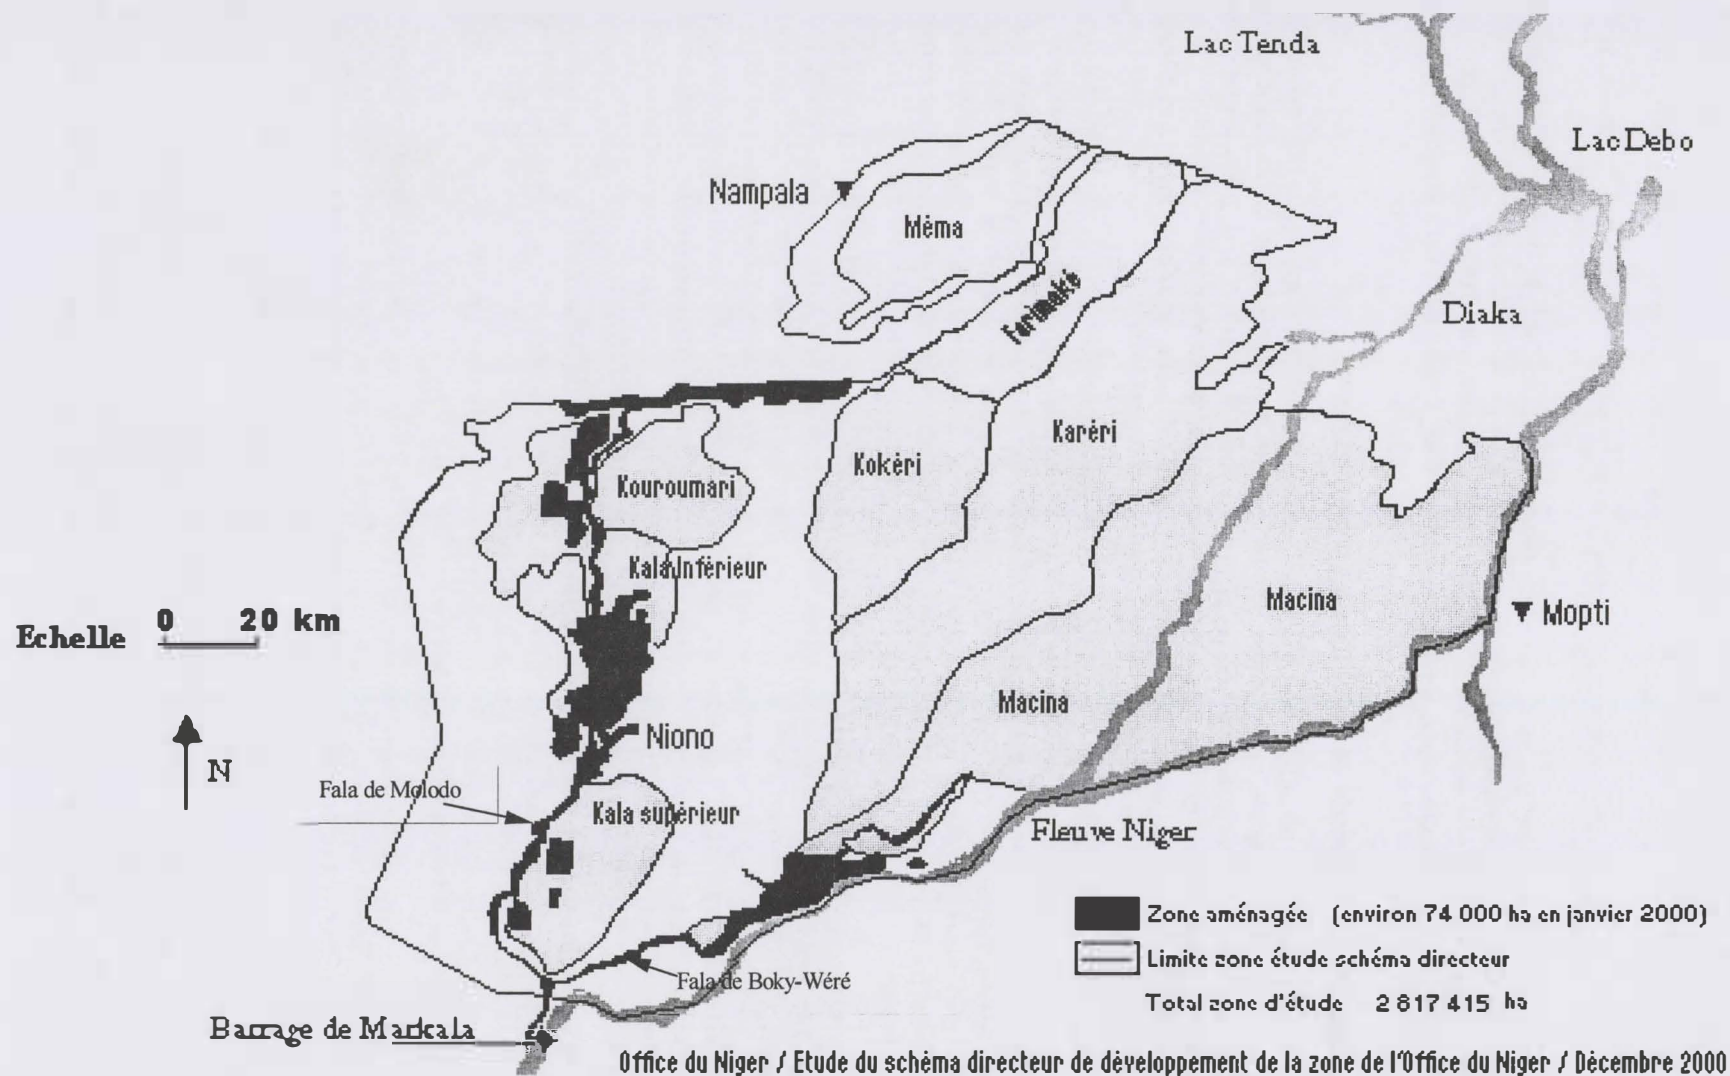 Lac Tenda
Lac Debo
Nampala
Méma
Farimaké
Diaka
Karéri
Kokéri
Kouroumari
Kala Inférieur
Macina
Mopti
0 20 km
Echelle
Macina
N
Niono
Fala de Molodo
Kala supérieur
Fleuve Niger
Zone aménagée (environ 74 000 ha en janvier 2000)
Limite zone étude schéma directeur
Fala de Boky-Wéré
Total zone d'étude 2 817 415 ha
Barrage de Markala
Office du Niger / Etude du schéma directeur de développement de la zone de l'Office du Niger / Décembre 2000